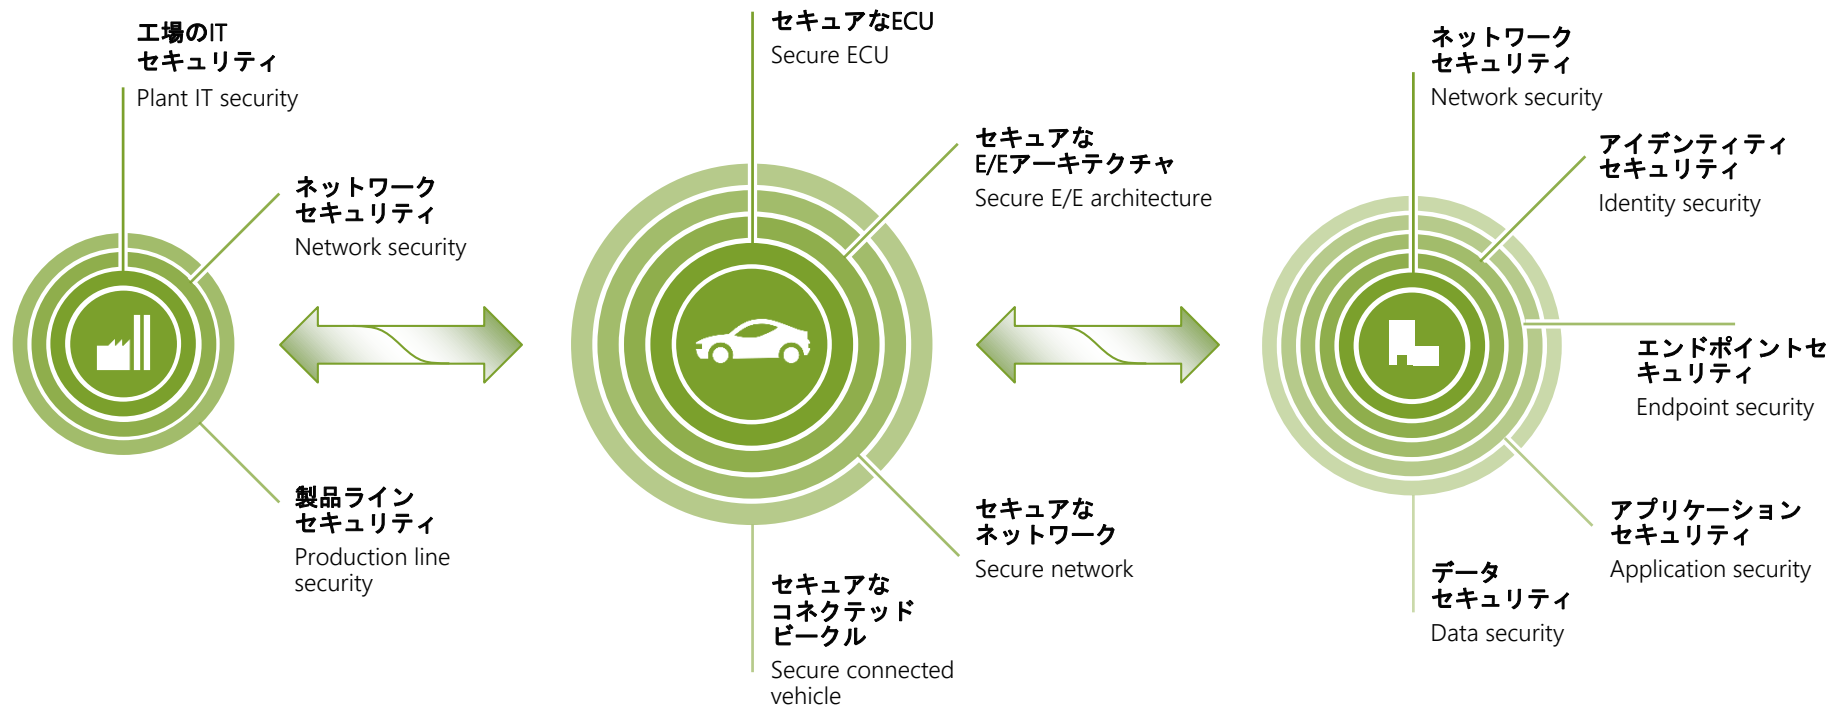 工場のIT
セキュリティ
Plant IT security
ネットワーク
セキュリティ
Network security
製品ライン
セキュリティ
Production line
security
セキュアなECU
Secure ECU
セキュアな
E/Eアーキテクチャ
Secure E/E architecture
セキュアな
ネットワーク
Secure network
セキュアな
コネクテッド
ビークル
Secure connected
vehicle
ネットワーク
セキュリティ
Network security
アイデンティティ
セキュリティ
Identity security
エンドポイントセ
キュリティ
Endpoint security
アプリケーション
セキュリティ
Application security
データ
セキュリティ
Data security